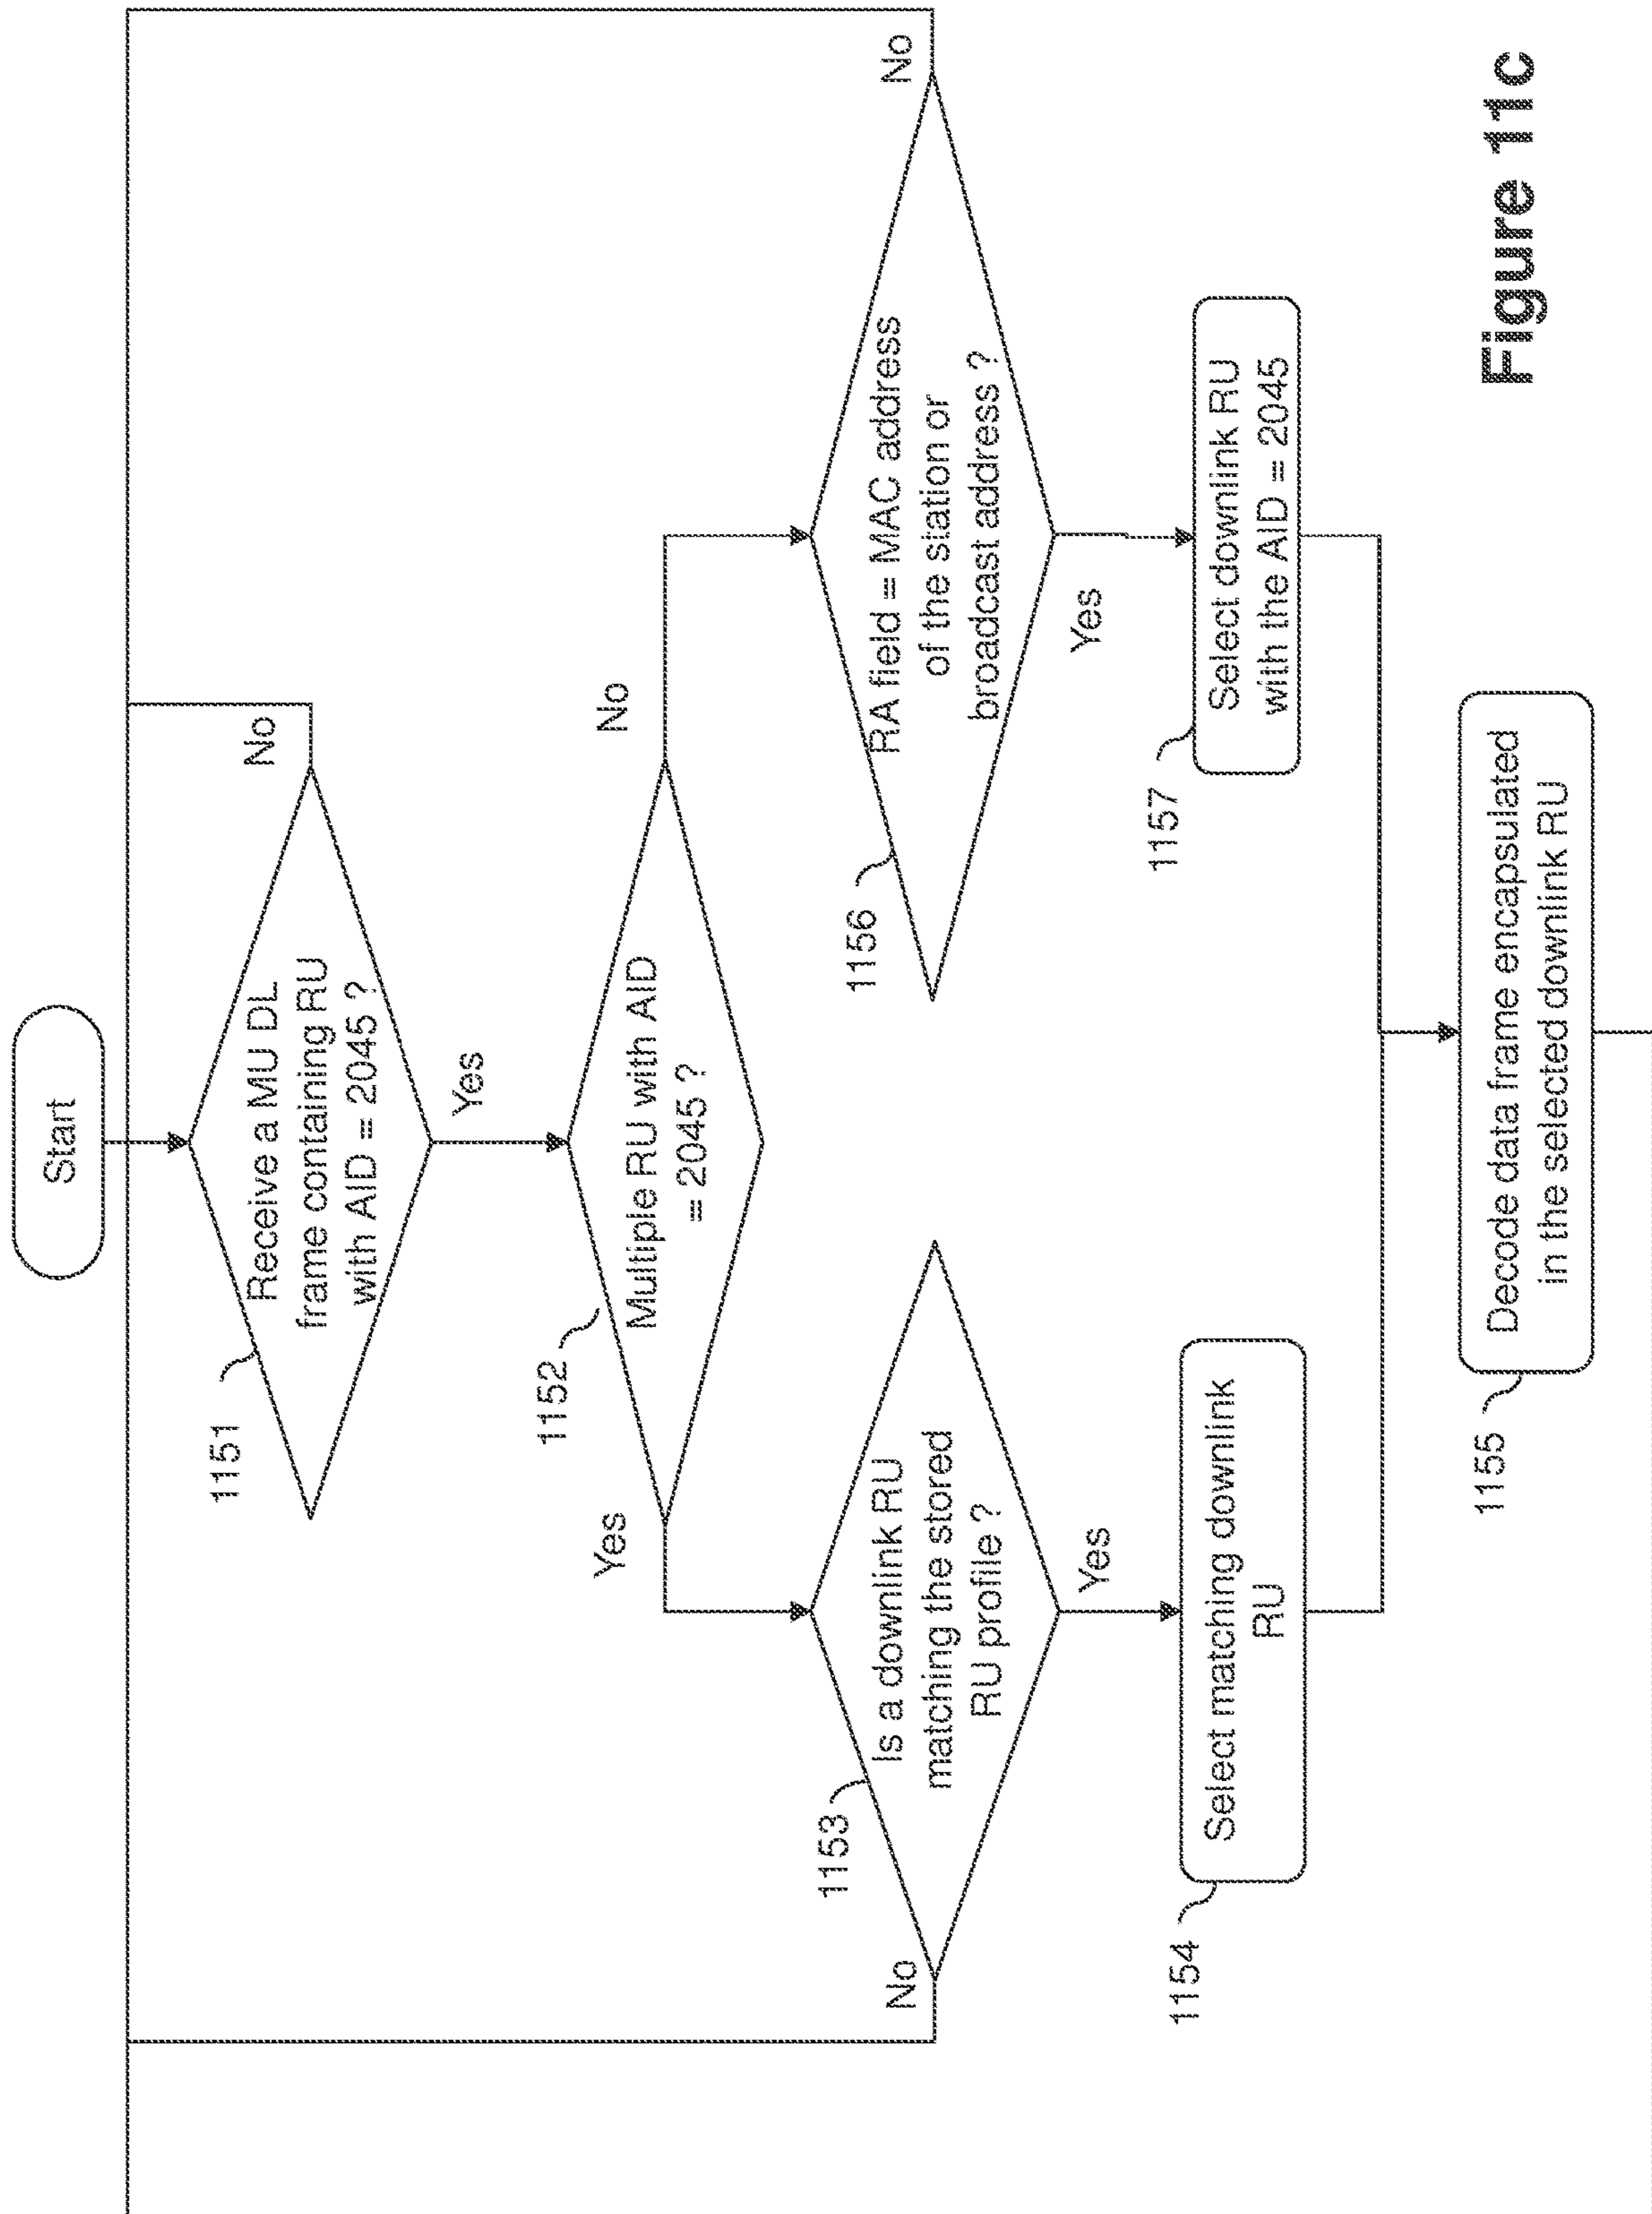 Start
1151
Receive a MU DL
frame containing RU
with AID = 2045 ?
No
Yes
1152
Multiple RU with AID
= 2045 ?
Yes
No
1153
Is a downlink RU
matching the stored
RU profile ?
No
Yes
1156
RA field = MAC address
of the station or
broadcast address ?
No
Yes
1154
Select matching downlink
RU
1157
Select downlink RU
with the AID = 2045
1155
Decode data frame encapsulated
in the selected downlink RU
Figure 11c